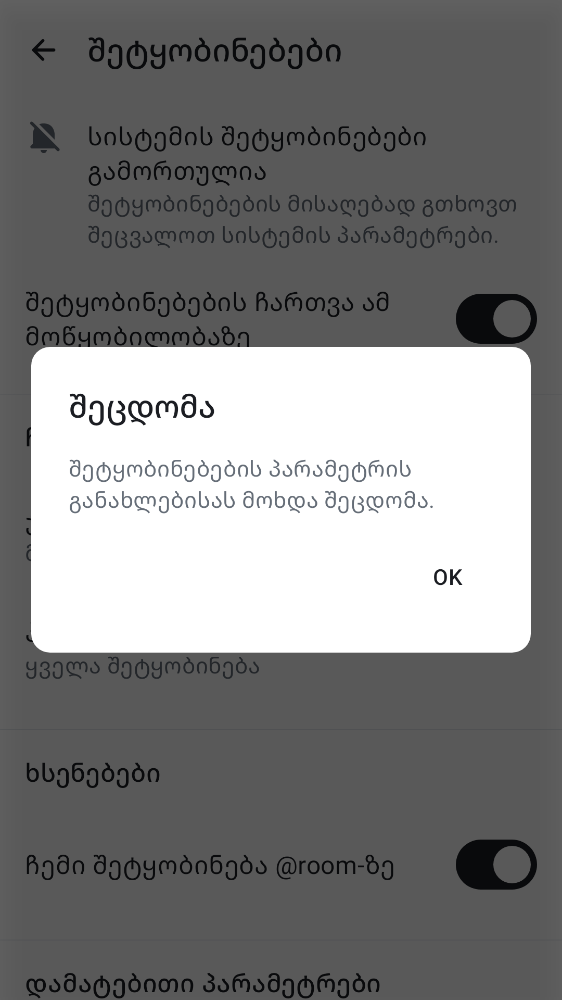 შეტყობინებები
სისტემის შეტყობინებები
გამორთულია
შეტყობინებების მისაღებად გთხოვთ
შეცვალოთ სისტემის პარამეტრები.
შეტყობინებების ჩართვა ამ
მოწყობილობაზე
შეცდომა
შეტყობინებების პარამეტრის
განახლებისას მოხდა შეცდომა.
OK
ყველა შეტყობინება
ხსენებები
ჩემი შეტყობინება @room-ზე
დამატებითი პარამეტრები